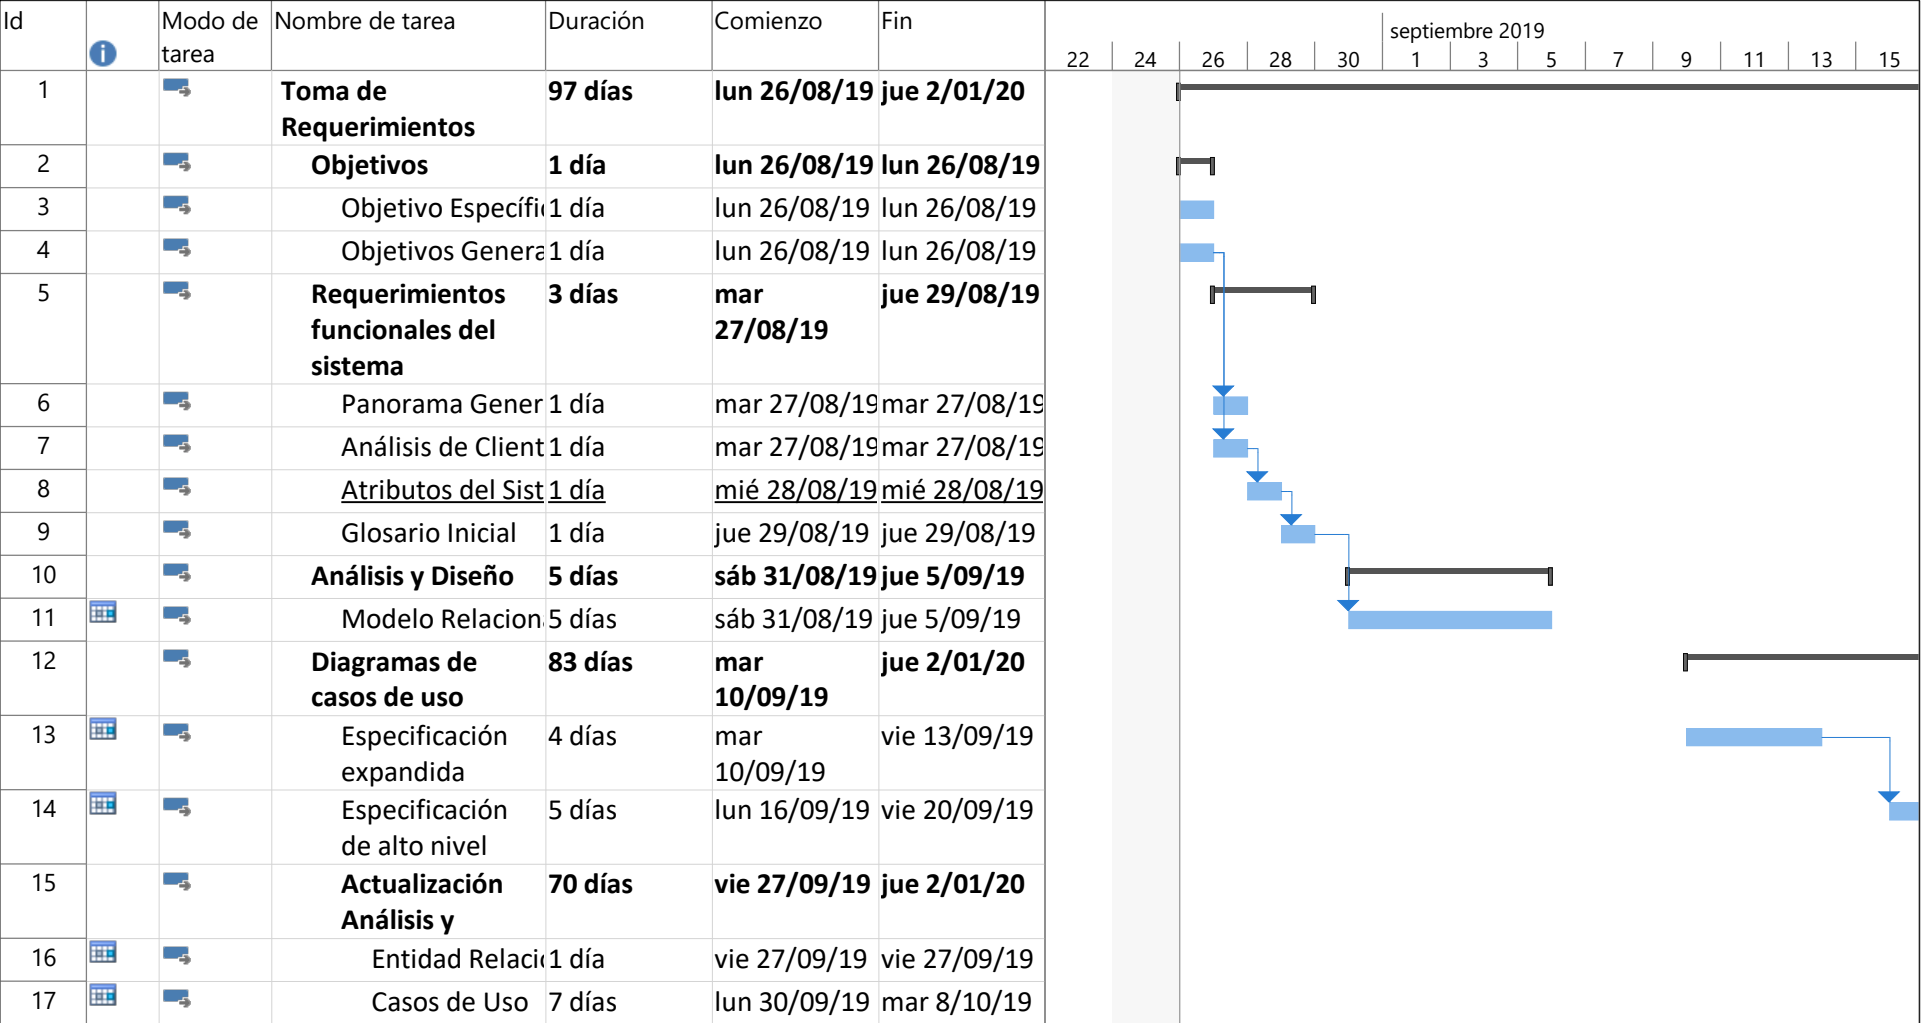 Id Modo de tarea Nombre de tarea Duración Comienzo Fin
septiembre 2019
22 24 26 28 30 1 3 5 7 9 11 13 15
1 Toma de Requerimientos 97 días lun 26/08/19 jue 2/01/20
2 Objetivos 1 día lun 26/08/19 lun 26/08/19
3 Objetivo Específi 1 día lun 26/08/19 lun 26/08/19
4 Objetivos Genera 1 día lun 26/08/19 lun 26/08/19
5 Requerimientos funcionales del sistema 3 días mar 27/08/19 jue 29/08/19
6 Panorama Gener 1 día mar 27/08/19 mar 27/08/19
7 Análisis de Client 1 día mar 27/08/19 mar 27/08/19
8 Atributos del Sist 1 día mié 28/08/19 mié 28/08/19
9 Glosario Inicial 1 día jue 29/08/19 jue 29/08/19
10 Análisis y Diseño 5 días sáb 31/08/19 jue 5/09/19
11 Modelo Relacion 5 días sáb 31/08/19 jue 5/09/19
12 Diagramas de casos de uso 83 días mar 10/09/19 jue 2/01/20
13 Especificación expandida 4 días mar 10/09/19 vie 13/09/19
14 Especificación de alto nivel 5 días lun 16/09/19 vie 20/09/19
15 Actualización Análisis y 70 días vie 27/09/19 jue 2/01/20
16 Entidad Relaci 1 día vie 27/09/19 vie 27/09/19
17 Casos de Uso 7 días lun 30/09/19 mar 8/10/19